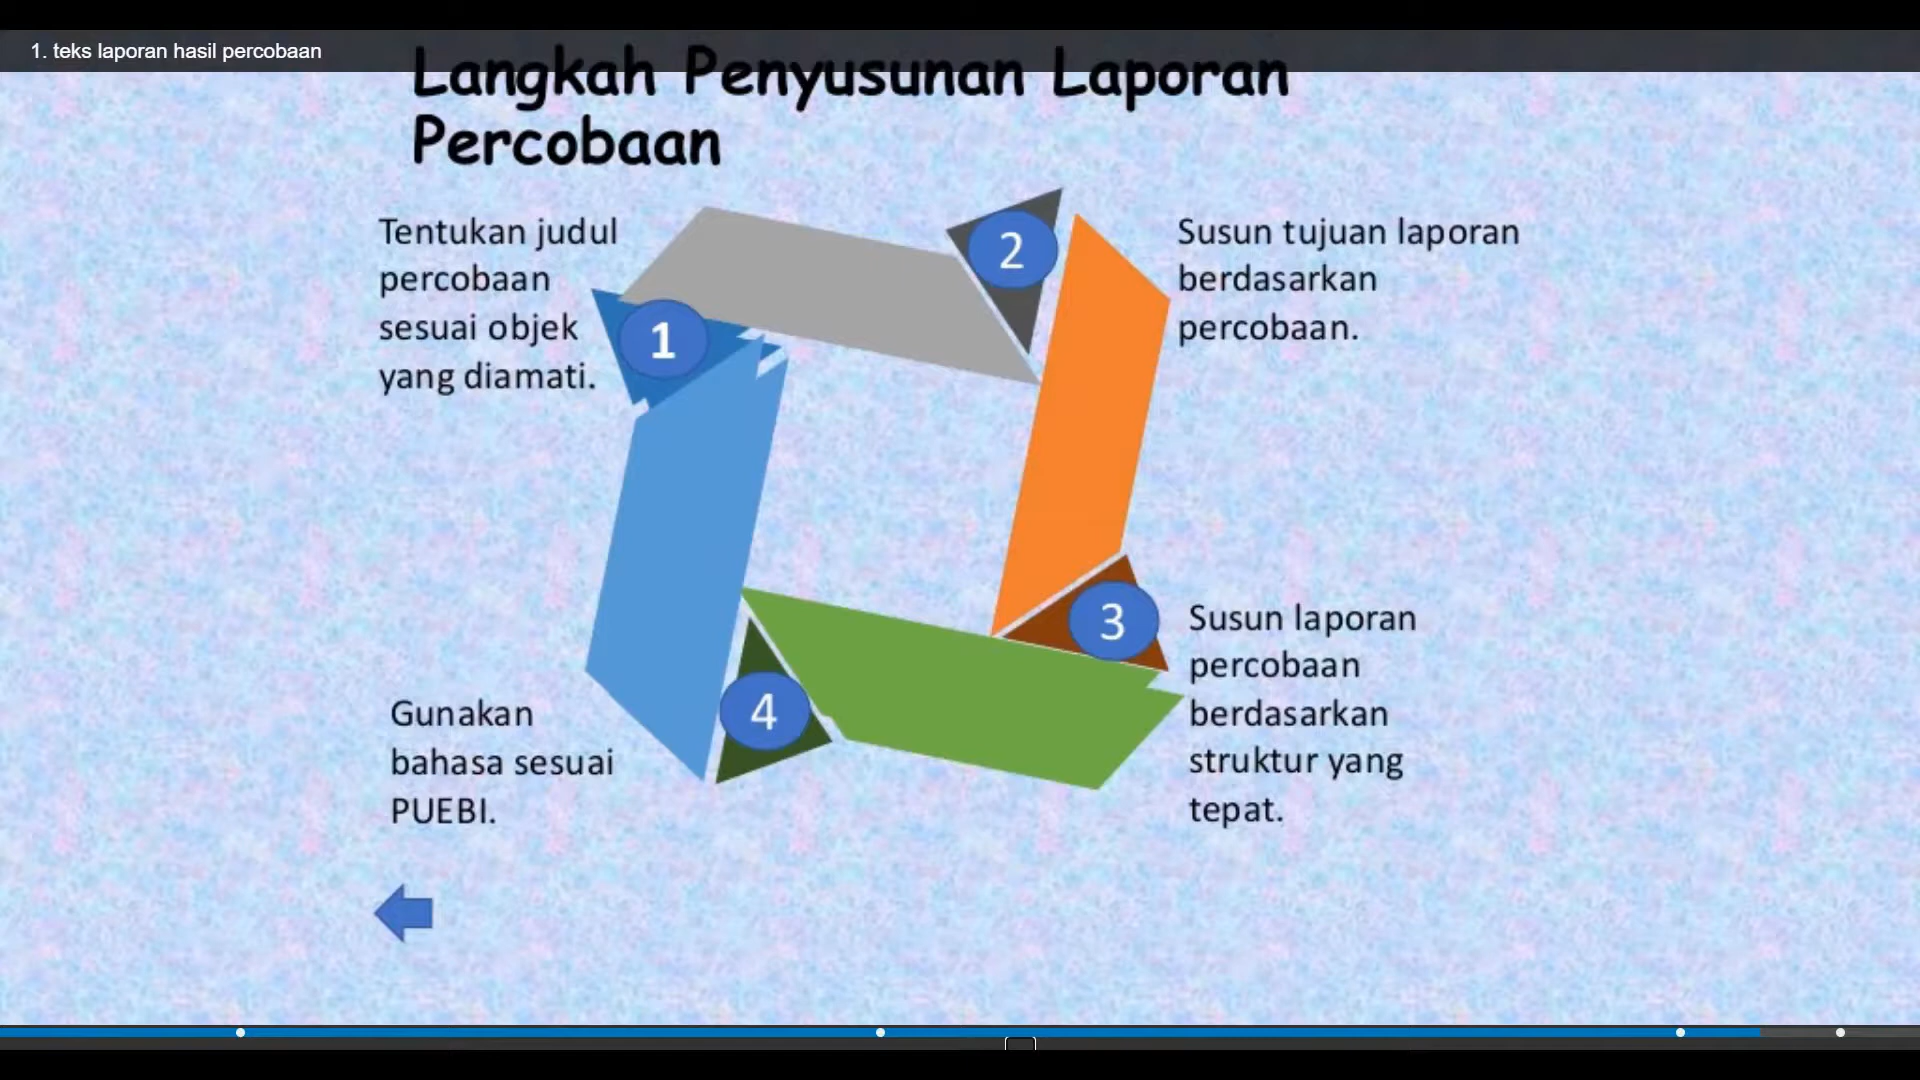 1. teks laporan hasil percobaan
Langkah Penyusunan Laporan
Percobaan
Tentukan judul
percobaan
sesuai objek
yang diamati.
1
2
Susun tujuan laporan
berdasarkan
percobaan.
3
Susun laporan
percobaan
berdasarkan
struktur yang
tepat.
4
Gunakan
bahasa sesuai
PUEBI.